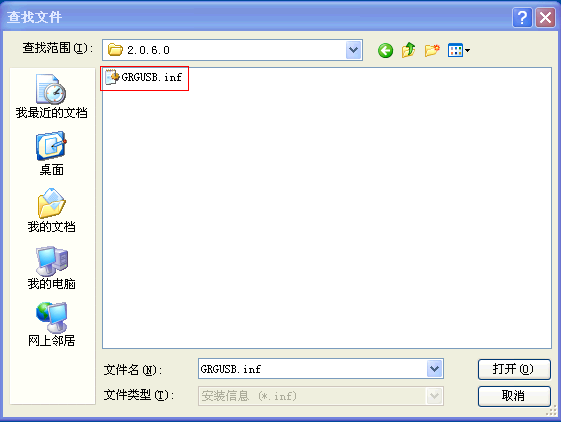 查找文件
查找范围(I):
2.0.6.0
GRGUSB.inf
我最近的文档
桌面
我的文档
我的电脑
网上邻居
文件名(N):
GRGUSB.inf
打开(O)
文件类型(T):
安装信息 (*.inf)
取消